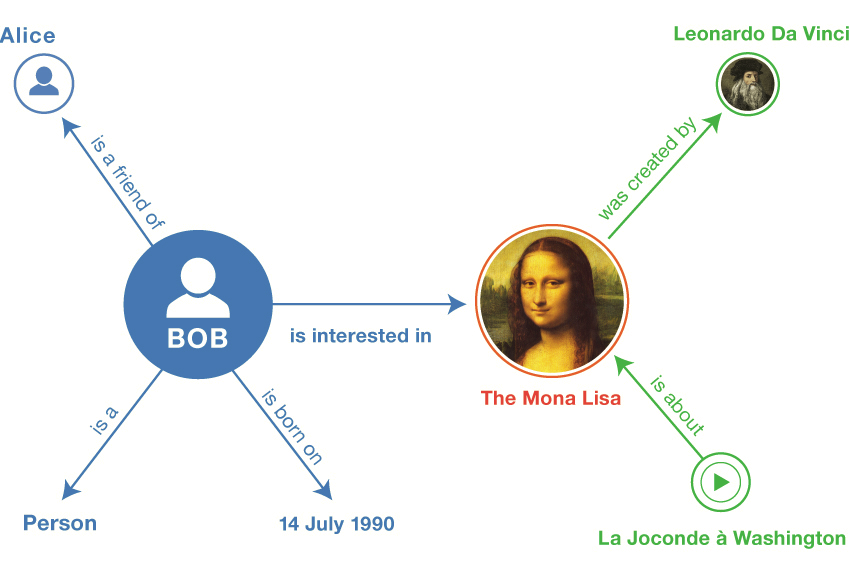 Alice
Leonardo Da Vinci
is a friend of
was created by
BOB
is interested in
The Mona Lisa
is a
is born on
is about
Person
14 July 1990
La Joconde à Washington